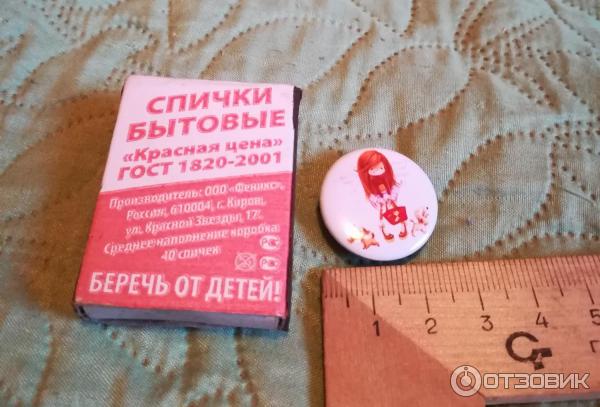 СПИЧКИ
БЫТОВЫЕ
«Красная цена»
ГОСТ 1820-2001
Производитель: ООО «Феникс»,
Россия, 610004, г. Киров,
ул. Красной Звезды, 17.
Среднее наполнение коробка
40 спичек
БЕРЕЧЬ ОТ ДЕТЕЙ!
1 2 3 4 5
ОТЗОВИК